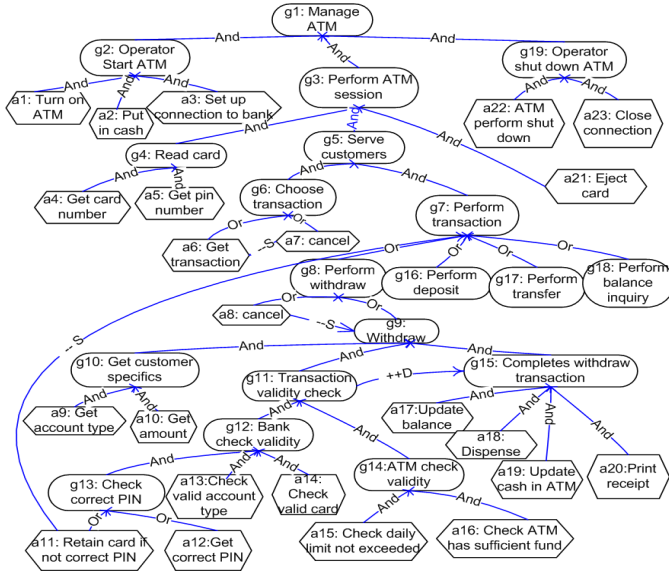 g1: Manage
ATM
And
And
And
g2: Operator
Start ATM
g3: Perform ATM
session
g19: Operator
shut down ATM
And
And
And
And
And
a1: Turn on
ATM
a2: Put
in cash
a3: Set up
connection to bank
a22: ATM
perform shut
down
a23: Close
connection
And
And
And
g4: Read card
g5: Serve
customers
a21: Eject
card
And
And
And
And
a4: Get card
number
a5: Get pin
number
g6: Choose
transaction
g7: Perform
transaction
Or
Or
a6: Get
transaction
--S
a7: cancel
Or
Or
Or
Or
g8: Perform
withdraw
g16: Perform
deposit
g17: Perform
transfer
g18: Perform
balance
inquiry
Or
Or
a8: cancel
--S
g9:
Withdraw
--S
And
And
And
g10: Get customer
specifics
g11: Transaction
validity check
++D
g15: Completes withdraw
transaction
And
And
a9: Get
account type
a10: Get
amount
And
And
g12: Bank
check validity
g14:ATM check
validity
And
And
And
And
a17:Update
balance
a18:
Dispense
a19: Update
cash in ATM
a20:Print
receipt
And
And
And
g13: Check
correct PIN
a13:Check
valid account
type
a14:
Check
valid card
Or
Or
a11: Retain card if
not correct PIN
a12:Get
correct PIN
And
And
a15: Check daily
limit not exceeded
a16: Check ATM
has sufficient fund